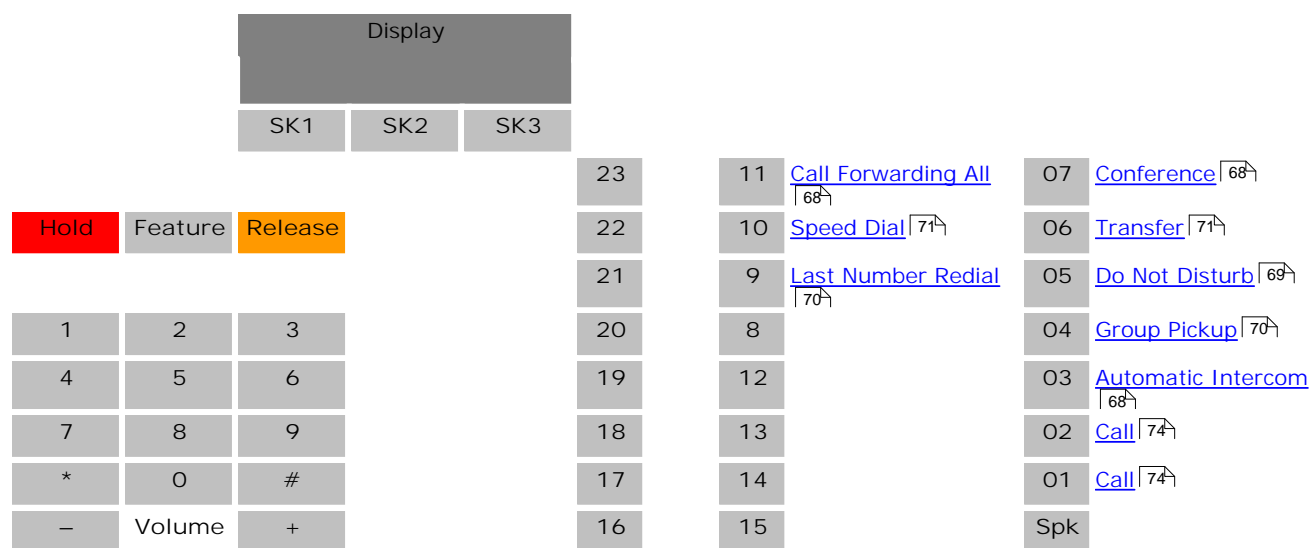 Display
SK1 SK2 SK3
23 11 Call Forwarding All 68 07 Conference 68
Hold Feature Release 22 10 Speed Dial 71 06 Transfer 71
21 9 Last Number Redial 70 05 Do Not Disturb 69
1 2 3 20 8 04 Group Pickup 70
4 5 6 19 12 03 Automatic Intercom 68
7 8 9 18 13 02 Call 74
* 0 # 17 14 01 Call 74
– Volume + 16 15 Spk